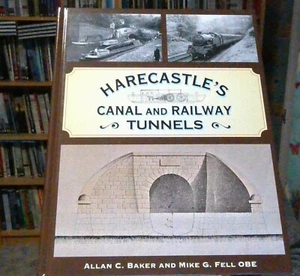 HARECASTLE'S
CANAL AND RAILWAY
TUNNELS
ALLAN C. BAKER AND MIKE G. FELL OBE